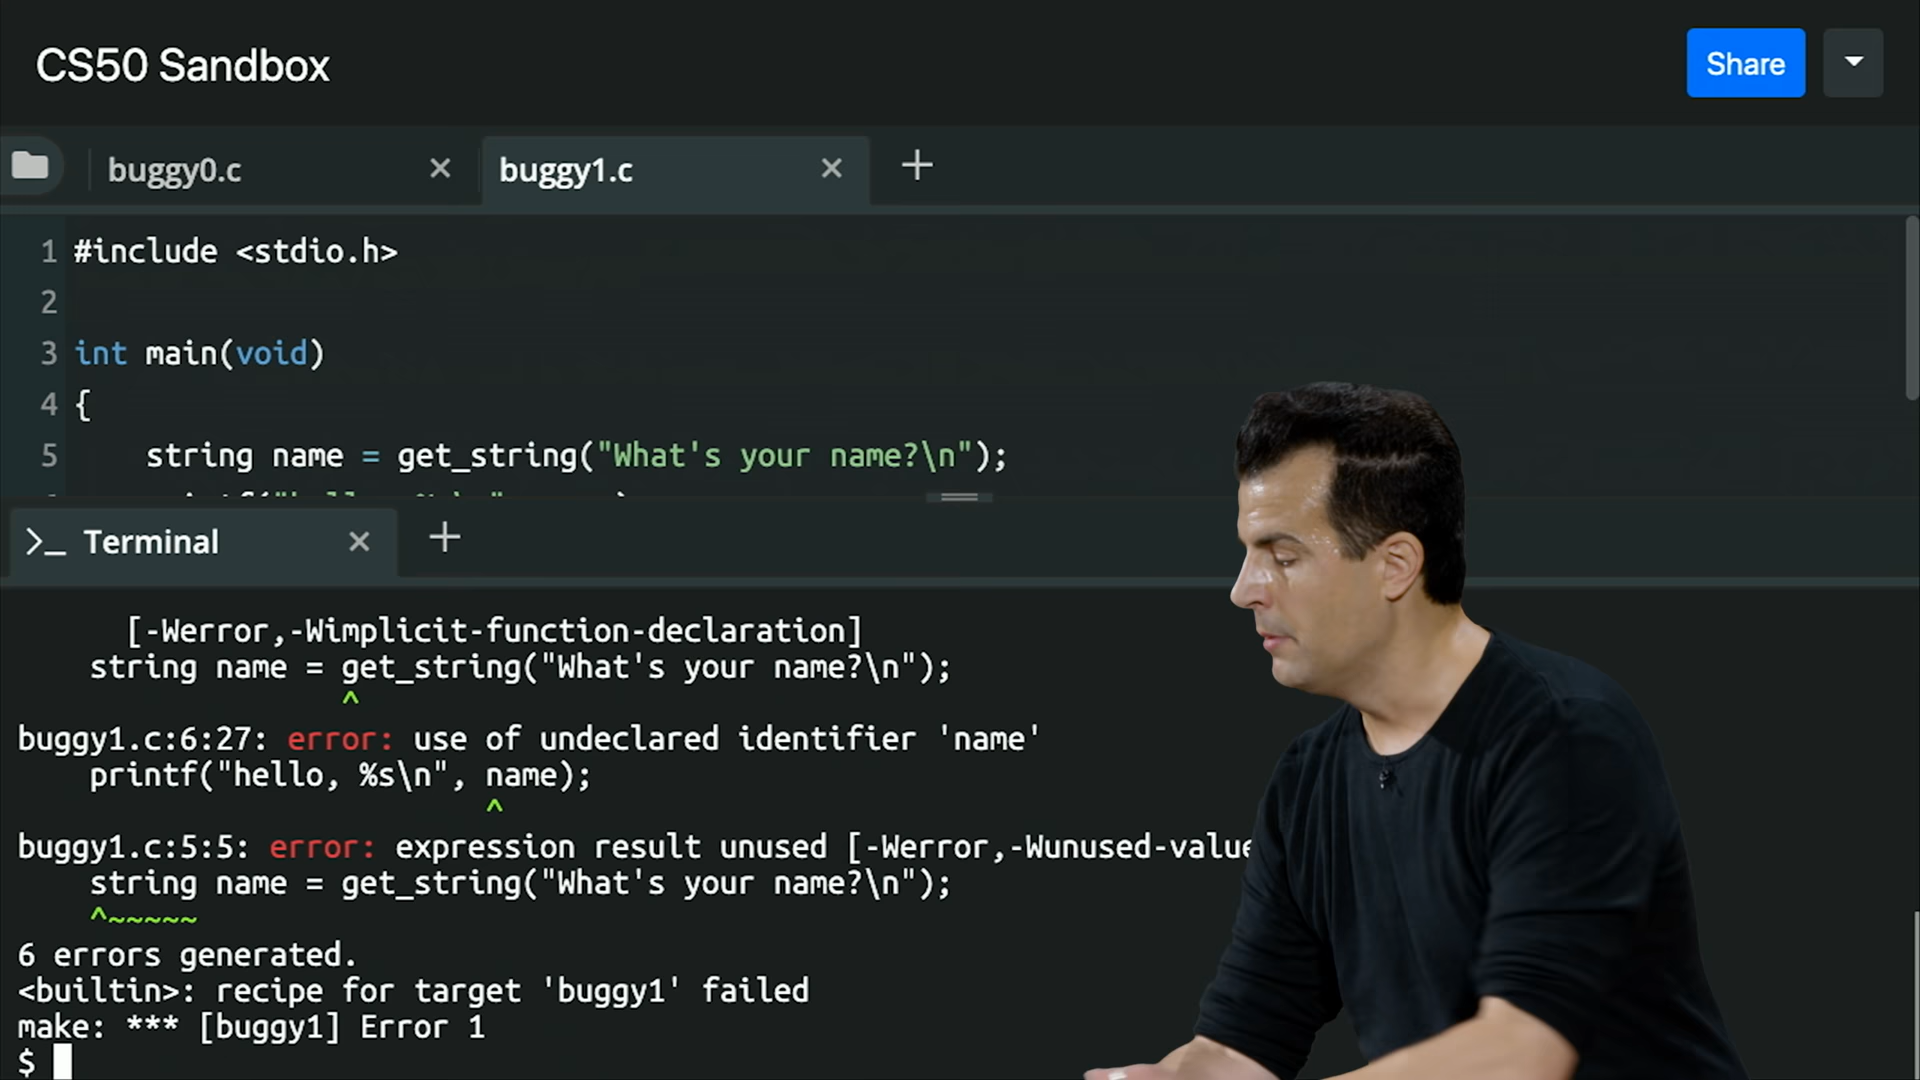 CS50 Sandbox
Share
buggy0.c
buggy1.c
1 #include <stdio.h>
2
3 int main(void)
4 {
5 string name = get_string("What's your name?\n");
>_ Terminal
[-Werror,-Wimplicit-function-declaration]
string name = get_string("What's your name?\n");
^
buggy1.c:6:27: error: use of undeclared identifier 'name'
printf("hello, %s\n", name);
^
buggy1.c:5:5: error: expression result unused [-Werror,-Wunused-value
string name = get_string("What's your name?\n");
^~~~~~
6 errors generated.
<builtin>: recipe for target 'buggy1' failed
make: *** [buggy1] Error 1
$